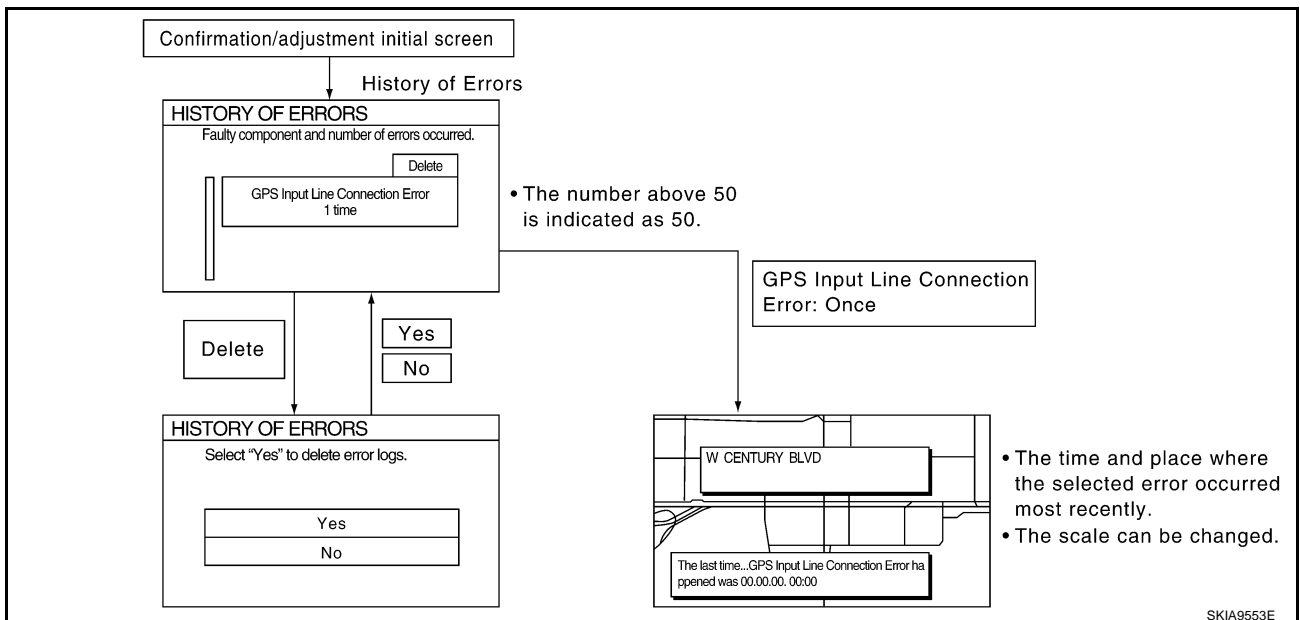 Confirmation/adjustment initial screen
History of Errors
HISTORY OF ERRORS
Faulty component and number of errors occurred.
Delete
GPS Input Line Connection Error
1 time
• The number above 50
is indicated as 50.
GPS Input Line Connection
Error: Once
Delete
Yes
No
HISTORY OF ERRORS
Select “Yes” to delete error logs.
Yes
No
W CENTURY BLVD
The last time...GPS Input Line Connection Error ha
ppened was 00.00.00. 00:00
• The time and place where
the selected error occurred
most recently.
• The scale can be changed.
SKIA9553E